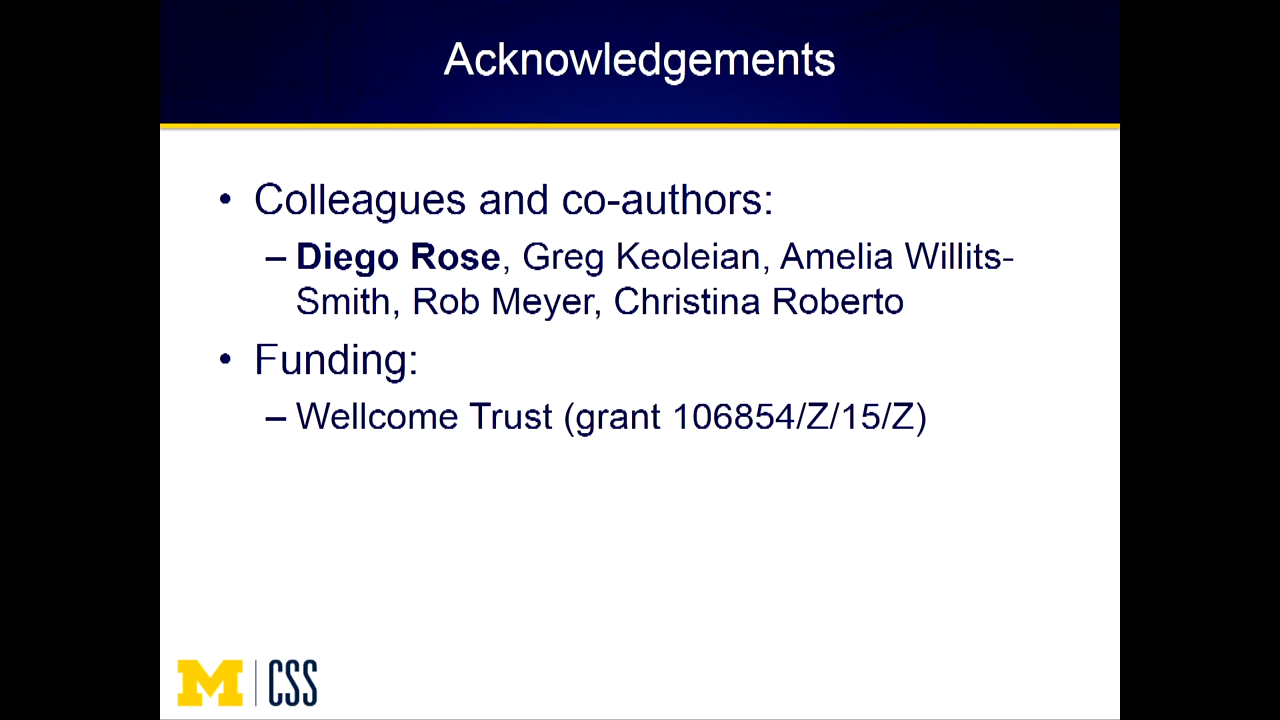 Acknowledgements
• Colleagues and co-authors:
– Diego Rose, Greg Keoleian, Amelia Willits-
Smith, Rob Meyer, Christina Roberto
• Funding:
– Wellcome Trust (grant 106854/Z/15/Z)
M | CSS